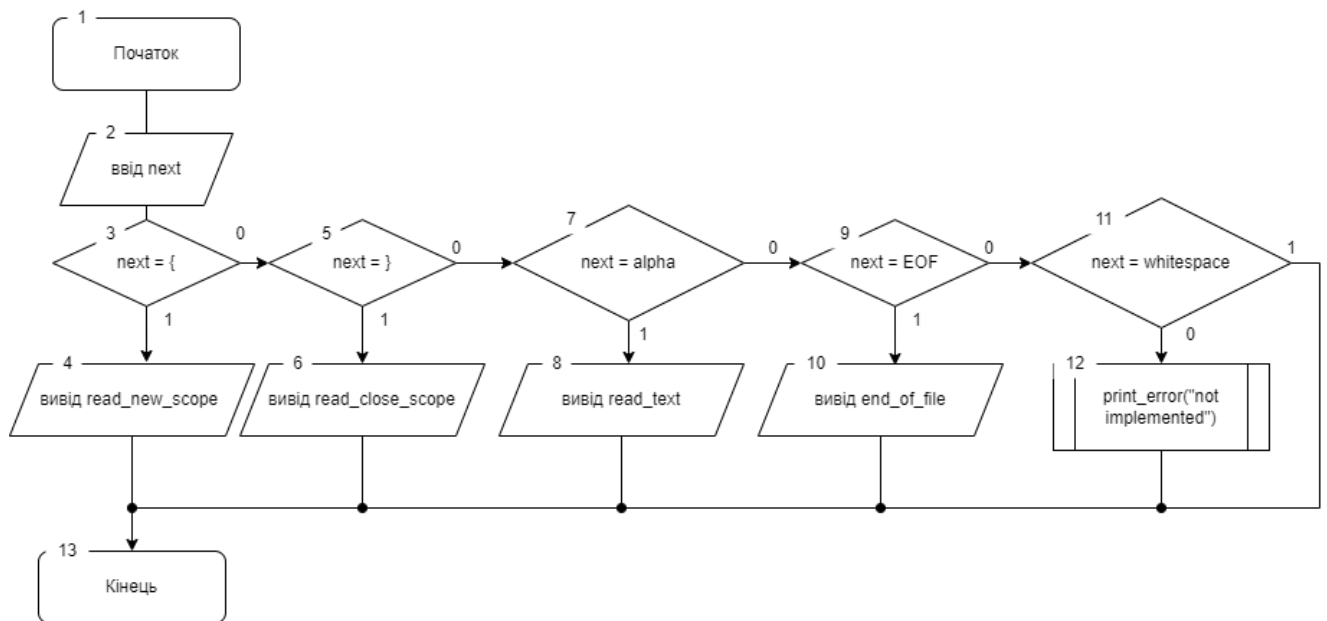 1
Початок
2
ввід next
3
next = {
0
1
4
вивід read_new_scope
5
next = }
0
1
6
вивід read_close_scope
7
next = alpha
0
1
8
вивід read_text
9
next = EOF
0
1
10
вивід end_of_file
11
next = whitespace
1
0
12
print_error("not
implemented")
13
Кінець